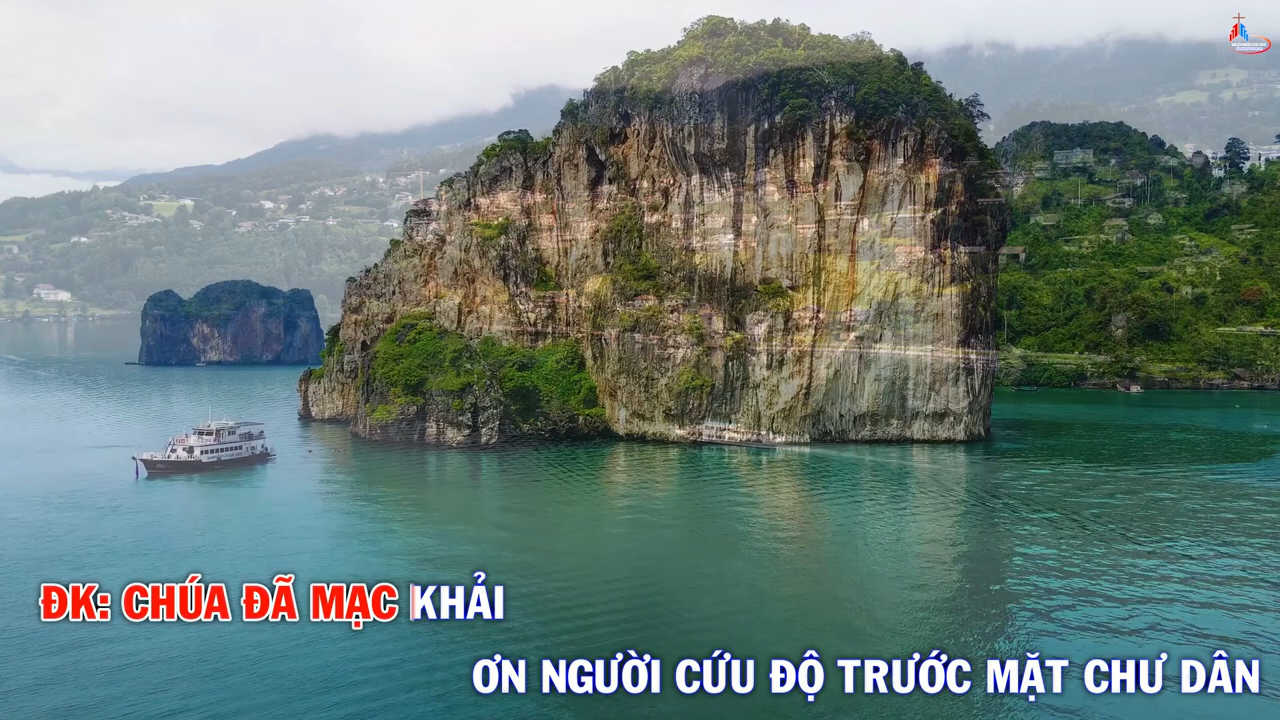 ĐK: CHÚA ĐÃ MẠC KHẢI
ƠN NGƯỜI CỨU ĐỘ TRƯỚC MẶT CHƯ DÂN